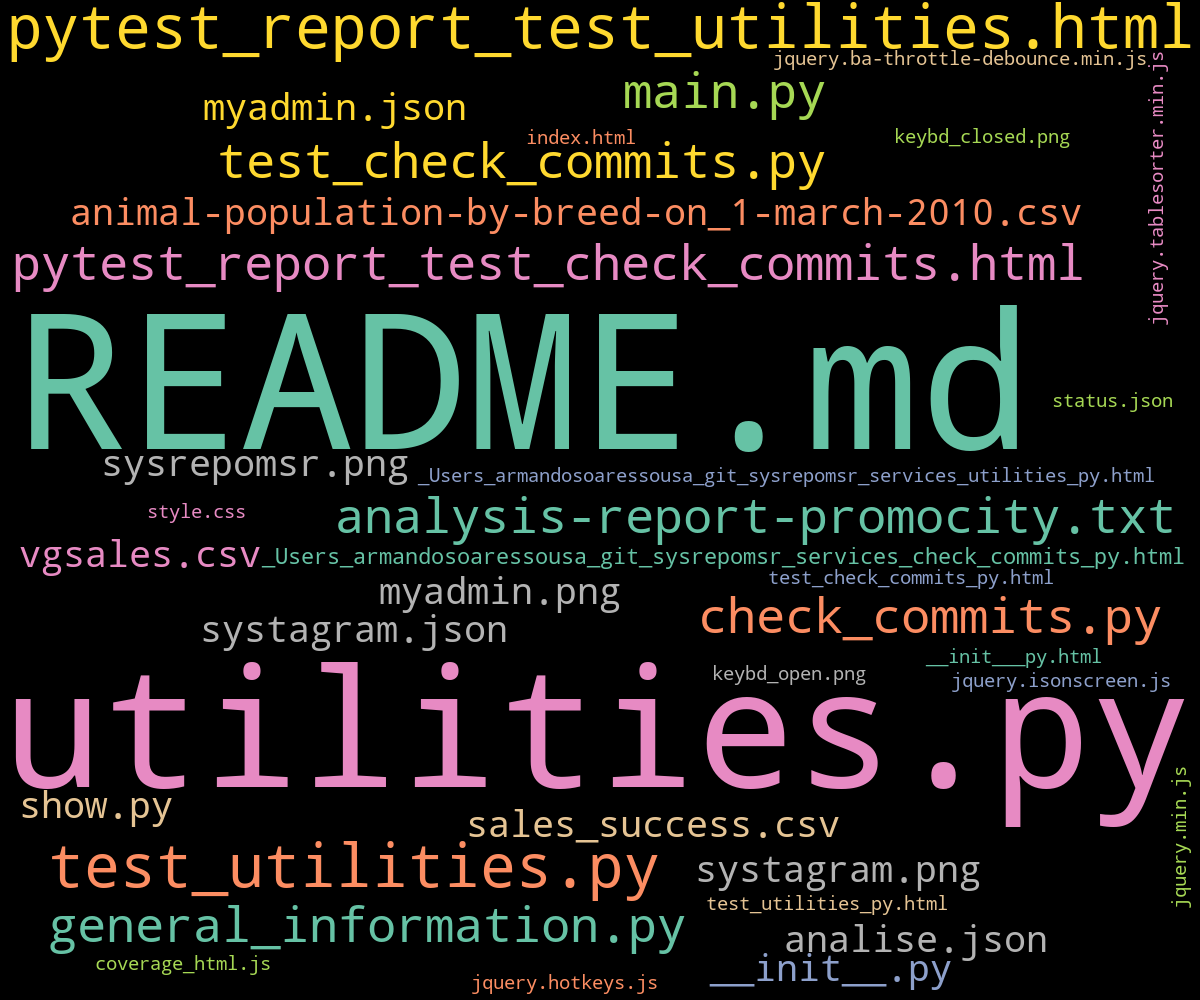 pytest_report_test_utilities.html
jquery.ba-throttle-debounce.min.js
jquery.tablesorter.min.js
main.py
myadmin.json
index.html
keybd_closed.png
test_check_commits.py
animal-population-by-breed-on_1-march-2010.csv
pytest_report_test_check_commits.html
README.md
status.json
sysrepomsr.png
_Users_armandosoaressousa_git_sysrepomsr_services_utilities_py.html
style.css
analysis-report-promocity.txt
vgsales.csv
_Users_armandosoaressousa_git_sysrepomsr_services_check_commits_py.html
test_check_commits_py.html
myadmin.png
check_commits.py
systagram.json
__init___py.html
keybd_open.png
jquery.isonscreen.js
utilities.py
jquery.min.js
show.py
sales_success.csv
test_utilities.py
systagram.png
test_utilities_py.html
general_information.py
analise.json
coverage_html.js
__init__.py
jquery.hotkeys.js